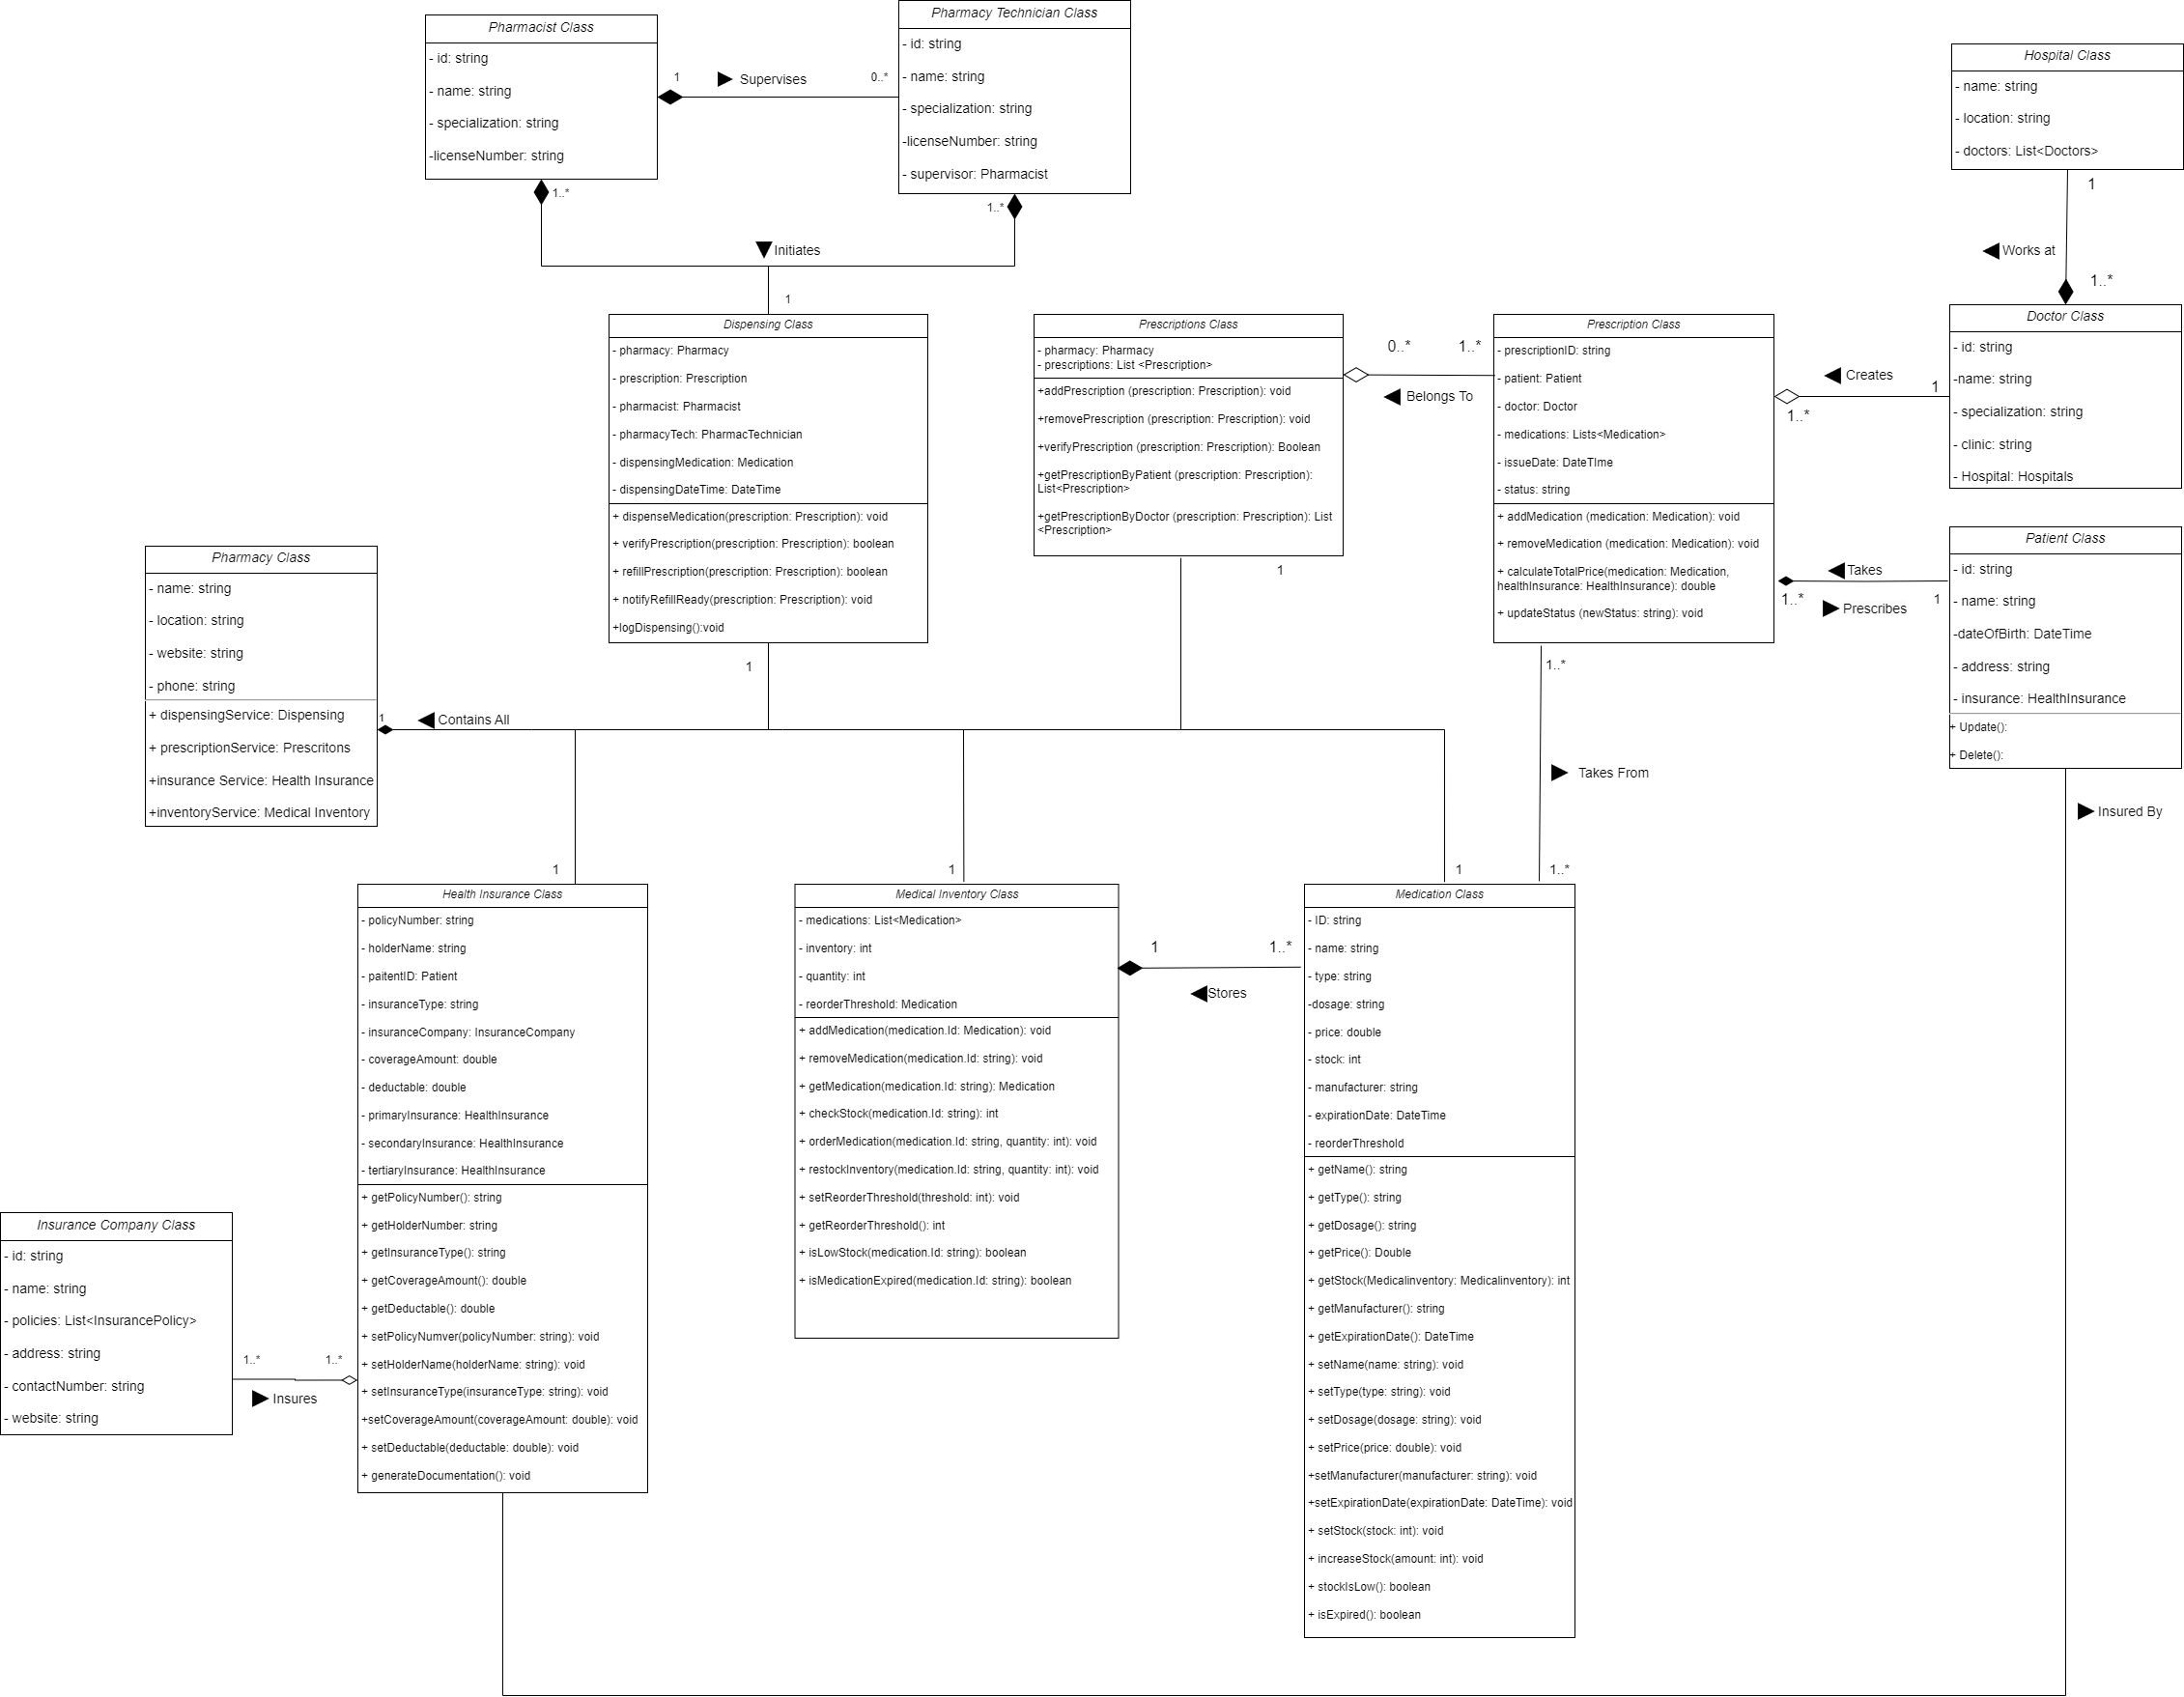 Pharmacist Class
- id: string
- name: string
- specialization: string
-licenseNumber: string
1
Supervises
0..*
Pharmacy Technician Class
- id: string
- name: string
- specialization: string
-licenseNumber: string
- supervisor: Pharmacist
1..*
1..*
Initiates
1
Hospital Class
- name: string
- location: string
- doctors: List<Doctors>
1
Works at
1..*
Dispensing Class
- pharmacy: Pharmacy
- prescription: Prescription
- pharmacist: Pharmacist
- pharmacyTech: PharmacTechnician
- dispensingMedication: Medication
- dispensingDateTime: DateTime
+ dispenseMedication(prescription: Prescription): void
+ verifyPrescription(prescription: Prescription): boolean
+ refillPrescription(prescription: Prescription): boolean
+ notifyRefillReady(prescription: Prescription): void
+logDispensing():void
1
Prescriptions Class
- pharmacy: Pharmacy
- prescriptions: List <Prescription>
+addPrescription (prescription: Prescription): void
+removePrescription (prescription: Prescription): void
+verifyPrescription (prescription: Prescription): Boolean
+getPrescriptionByPatient (prescription: Prescription):
List<Prescription>
+getPrescriptionByDoctor (prescription: Prescription): List
<Prescription>
1
0..*
1..*
Belongs To
Prescription Class
- prescriptionID: string
- patient: Patient
- doctor: Doctor
- medications: Lists<Medication>
- issueDate: DateTIme
- status: string
+ addMedication (medication: Medication): void
+ removeMedication (medication: Medication): void
+ calculateTotalPrice(medication: Medication,
healthInsurance: HealthInsurance): double
+ updateStatus (newStatus: string): void
Creates
1
1..*
Doctor Class
- id: string
-name: string
- specialization: string
- clinic: string
- Hospital: Hospitals
Takes
1..*
1
Prescribes
Patient Class
- id: string
- name: string
-dateOfBirth: DateTime
- address: string
- insurance: HealthInsurance
+ Update():
+ Delete():
Insured By
1..*
Takes From
1..*
Pharmacy Class
- name: string
- location: string
- website: string
- phone: string
+ dispensingService: Dispensing
+ prescriptionService: Prescritons
+insurance Service: Health Insurance
+inventoryService: Medical Inventory
1
Contains All
1
1
1
Health Insurance Class
- policyNumber: string
- holderName: string
- paitentID: Patient
- insuranceType: string
- insuranceCompany: InsuranceCompany
- coverageAmount: double
- deductable: double
- primaryInsurance: HealthInsurance
- secondaryInsurance: HealthInsurance
- tertiaryInsurance: HealthInsurance
+ getPolicyNumber(): string
+ getHolderNumber: string
+ getInsuranceType(): string
+ getCoverageAmount(): double
+ getDeductable(): double
+ setPolicyNumver(policyNumber: string): void
+ setHolderName(holderName: string): void
+ setInsuranceType(insuranceType: string): void
+setCoverageAmount(coverageAmount: double): void
+ setDeductable(deductable: double): void
+ generateDocumentation(): void
Medical Inventory Class
- medications: List<Medication>
- inventory: int
- quantity: int
- reorderThreshold: Medication
+ addMedication(medication.Id: Medication): void
+ removeMedication(medication.Id: string): void
+ getMedication(medication.Id: string): Medication
+ checkStock(medication.Id: string): int
+ orderMedication(medication.Id: string, quantity: int): void
+ restockInventory(medication.Id: string, quantity: int): void
+ setReorderThreshold(threshold: int): void
+ getReorderThreshold(): int
+ isLowStock(medication.Id: string): boolean
+ isMedicationExpired(medication.Id: string): boolean
1
1..*
Stores
Medication Class
- ID: string
- name: string
- type: string
-dosage: string
- price: double
- stock: int
- manufacturer: string
- expirationDate: DateTime
- reorderThreshold
+ getName(): string
+ getType(): string
+ getDosage(): string
+ getPrice(): Double
+ getStock(Medicalinventory: Medicalinventory): int
+ getManufacturer(): string
+ getExpirationDate(): DateTime
+ setName(name: string): void
+ setType(type: string): void
+ setDosage(dosage: string): void
+ setPrice(price: double): void
+setManufacturer(manufacturer: string): void
+setExpirationDate(expirationDate: DateTime): void
+ setStock(stock: int): void
+ increaseStock(amount: int): void
+ stockIsLow(): boolean
+ isExpired(): boolean
Insurance Company Class
- id: string
- name: string
- policies: List<InsurancePolicy>
- address: string
- contactNumber: string
- website: string
1..*
1..*
Insures